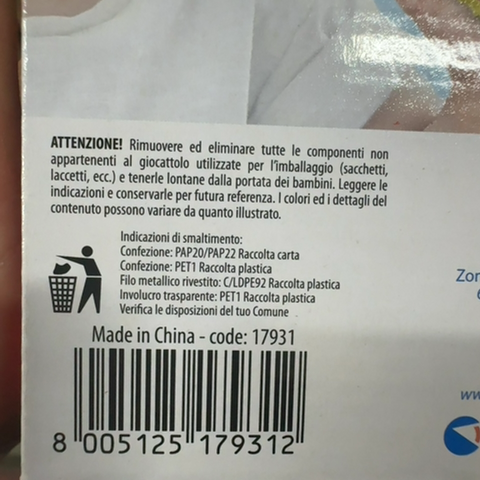 ATTENZIONE! Rimuovere ed eliminare tutte le componenti non
appartenenti al giocattolo utilizzate per l'imballaggio (sacchetti,
laccetti, ecc.) e tenerle lontane dalla portata dei bambini. Leggere le
indicazioni e conservarle per futura referenza. I colori ed i dettagli del
contenuto possono variare da quanto illustrato.
Indicazioni di smaltimento:
Confezione: PAP20/PAP22 Raccolta carta
Confezione: PET1 Raccolta plastica
Filo metallico rivestito: C/LDPE92 Raccolta plastica
Involucro trasparente: PET1 Raccolta plastica
Verifica le disposizioni del tuo Comune
Made in China - code: 17931
8 005125 179312
Zon